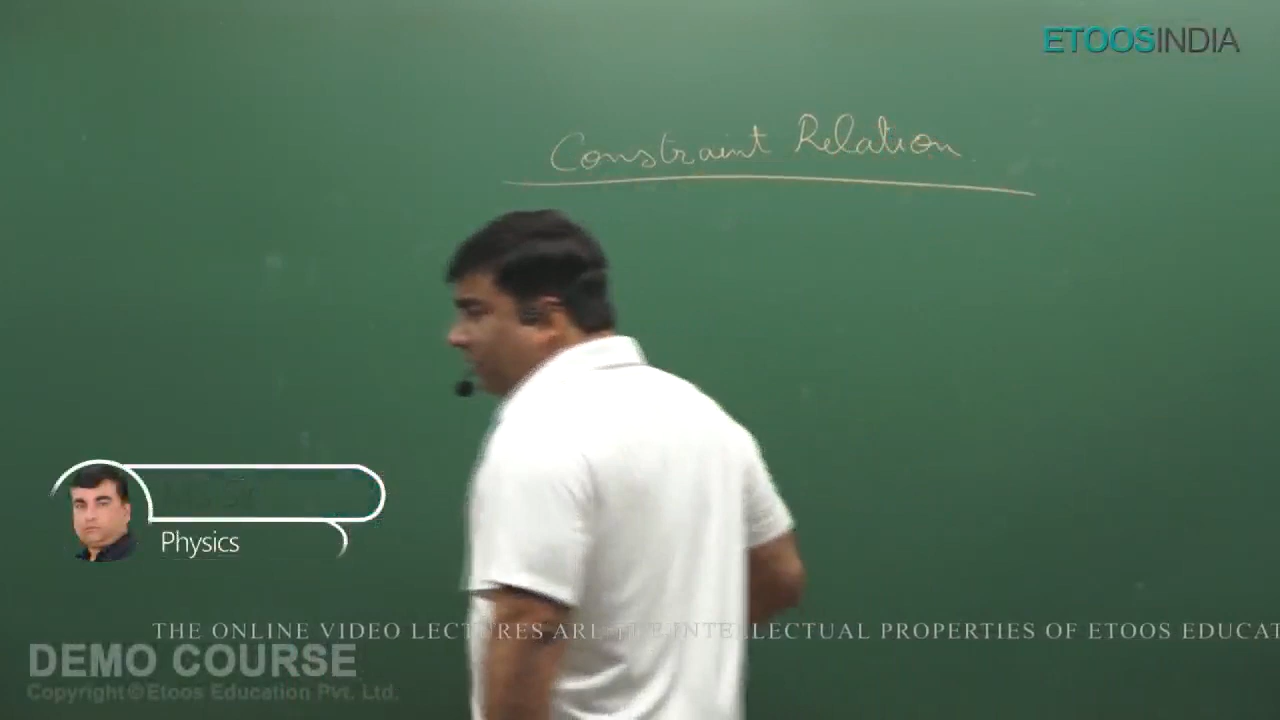 ETOOSINDIA
Constraint Relation
Physics
THE ONLINE VIDEO LECTURES ARE THE INTELLECTUAL PROPERTIES OF ETOOS EDUCAT
DEMO COURSE
Copyright © Etoos Education Pvt. Ltd.